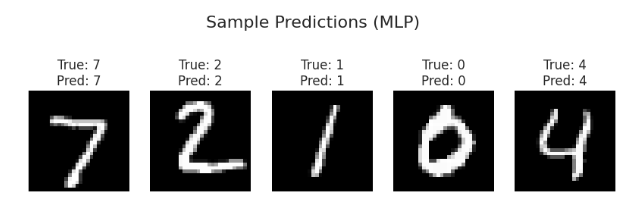 Sample Predictions (MLP)
True: 7 True: 2 True: 1 True: 0 True: 4
Pred: 7 Pred: 2 Pred: 1 Pred: 0 Pred: 4
7 2 1 0 4